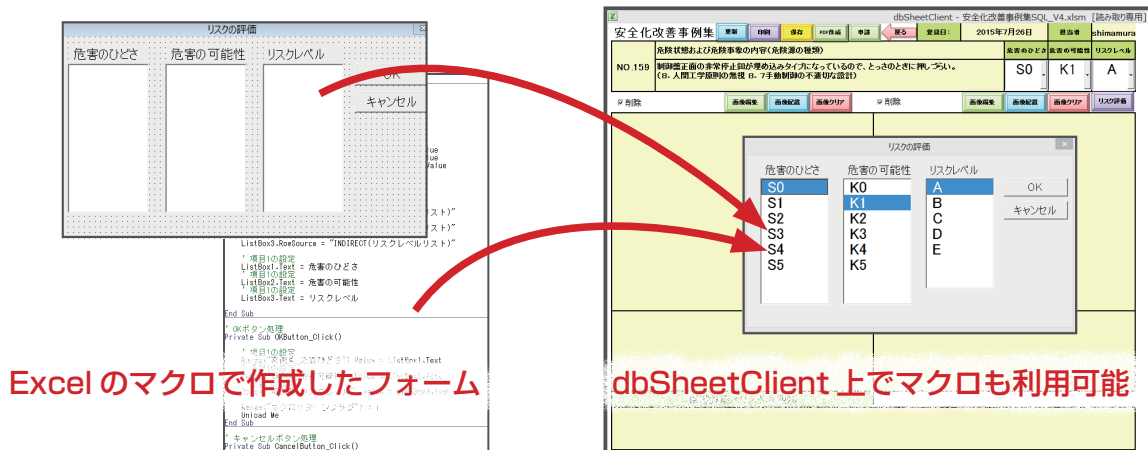 リスクの評価
危害のひどさ 危害の可能性 リスクレベル
OK
キャンセル
ue
ue
Value
リスト)"
スト)"
ListBox3.RowSource = "INDIRECT(リスクレベルリスト)"
' 項目1の設定
ListBox1.Text = 危害のひどさ
' 項目1の設定
ListBox2.Text = 危害の可能性
' 項目1の設定
ListBox3.Text = リスクレベル
End Sub
' OKボタン処理
Private Sub OKButton_Click()
' 項目1の設定
Unload Me
End Sub
' キャンセルボタン処理
Private Sub CancelButton_Click()
Excel のマクロで作成したフォーム
dbSheetClient - 安全化改善事例集SQL_V4.xlsm [読み取り専用]
安全化改善事例集 更新 印刷 保存 PDF作成 申請 戻る 登録日: 2015年7月26日 担当者 shimamura
危険状態および危険事象の内容(危険源の種類) 危害のひどさ 危害の可能性 リスクレベル
NO.159 制御盤正面の非常停止釦が埋め込みタイプになっているので、とっさのときに押しづらい。
(8. 人間工学原則の無視 8. 7手動制御の不適切な設計)
S0 K1 A
削除 画像編集 画像配置 画像クリア 削除 画像編集 画像配置 画像クリア リスク評価
リスクの評価
危害のひどさ 危害の可能性 リスクレベル
S0 K0 A OK
S1 K1 B
S2 K2 C キャンセル
S3 K3 D
S4 K4 E
S5 K5
dbSheetClient 上でマクロも利用可能